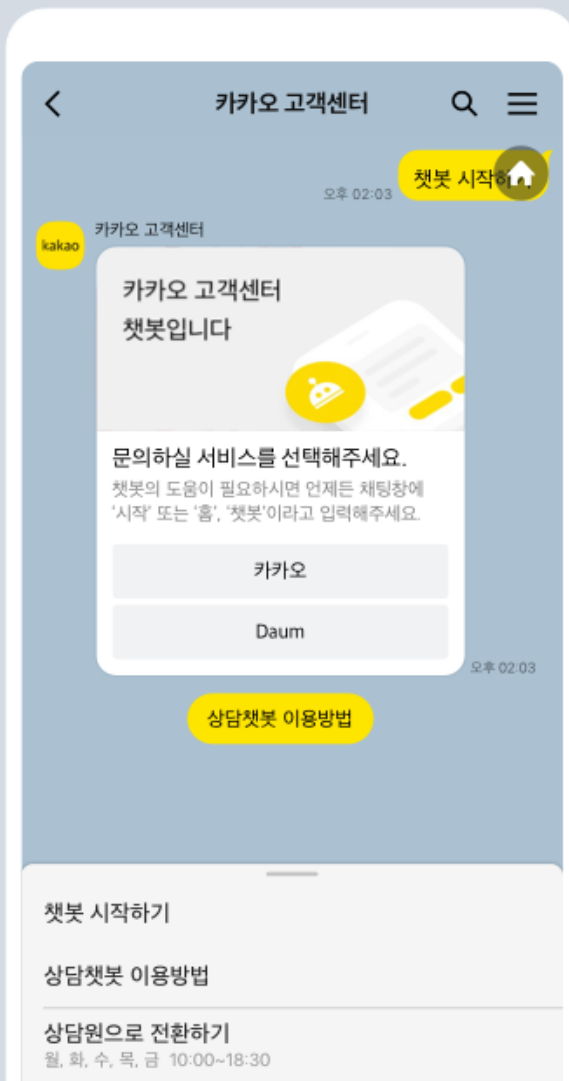 카카오 고객센터
오후 02:03
챗봇 시작하
kakao
카카오 고객센터
카카오 고객센터
챗봇입니다
문의하실 서비스를 선택해주세요.
챗봇의 도움이 필요하시면 언제든 채팅창에
'시작' 또는 '홈', '챗봇'이라고 입력해주세요.
카카오
Daum
오후 02:03
상담챗봇 이용방법
챗봇 시작하기
상담챗봇 이용방법
상담원으로 전환하기
월, 화, 수, 목, 금 10:00~18:30